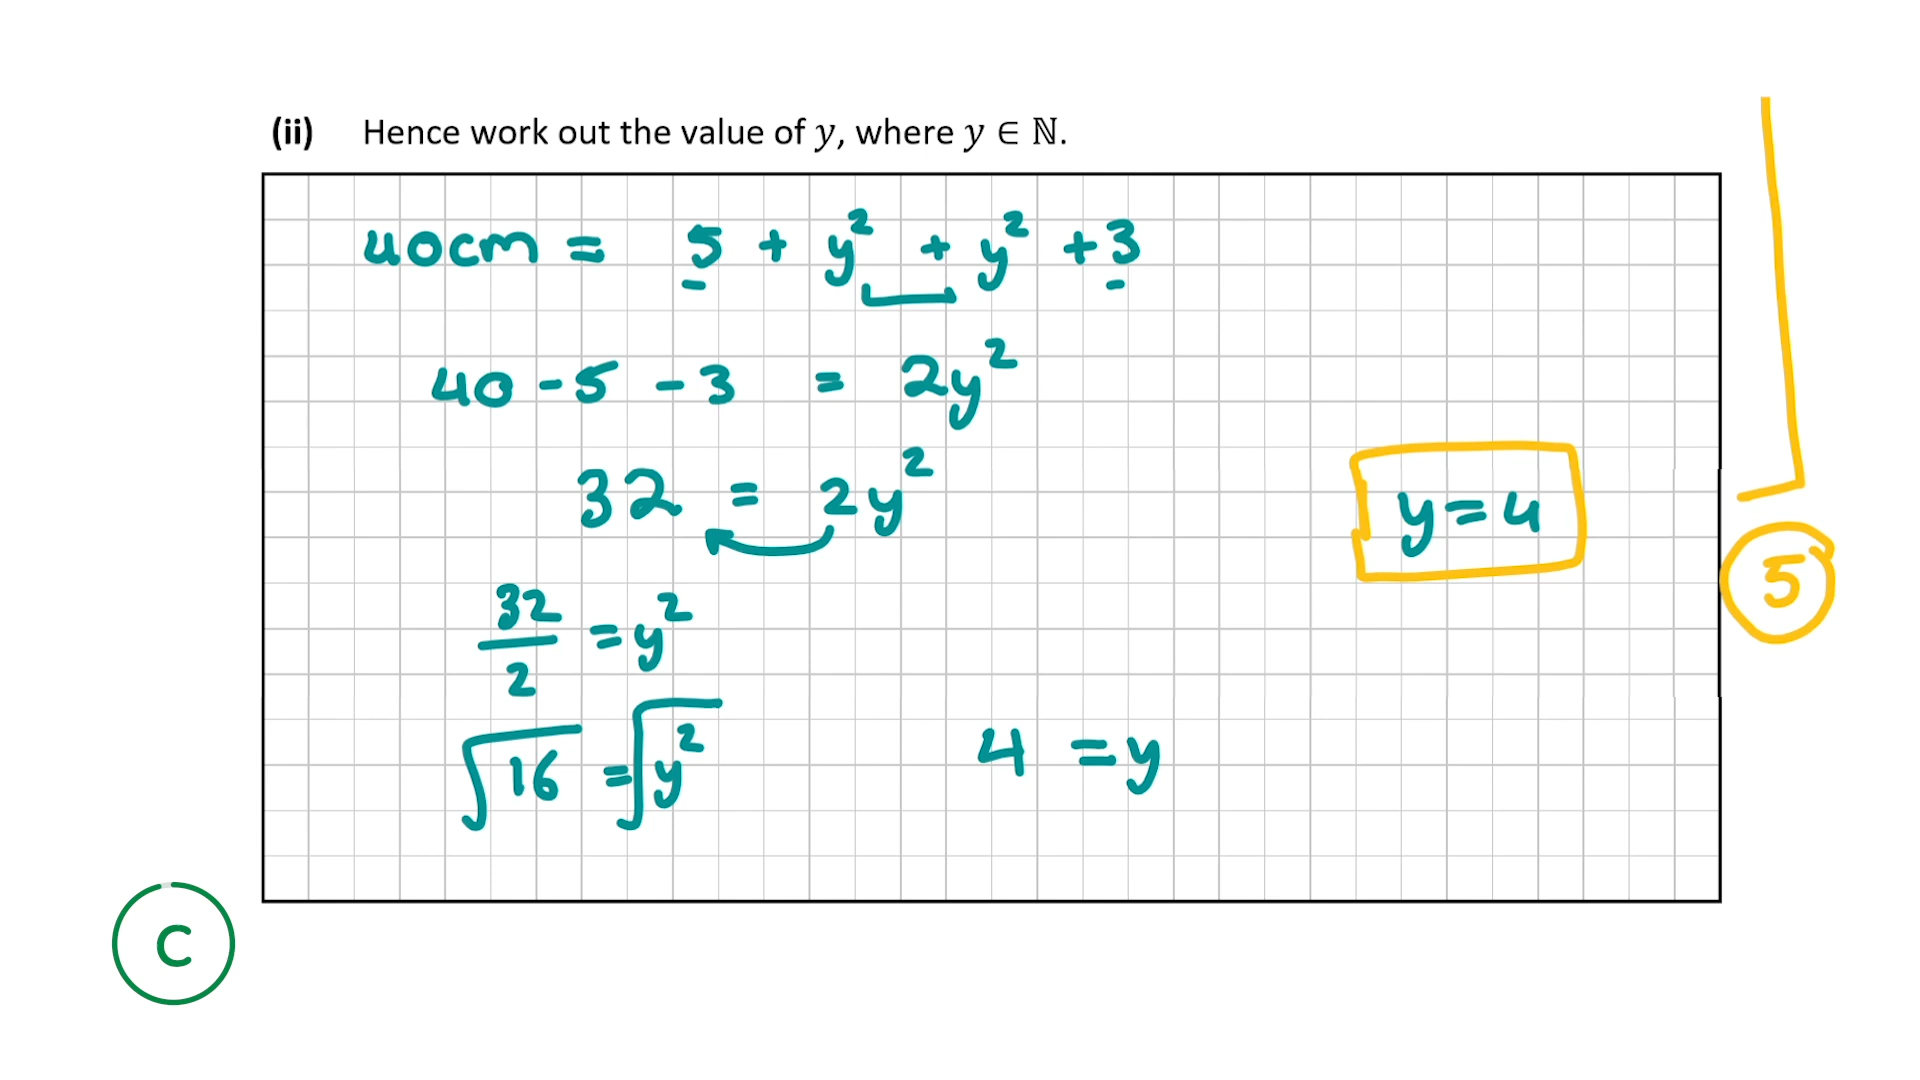 (ii) Hence work out the value of y, where y ∈ ℕ.
40cm = 5 + y² + y² + 3
40 - 5 - 3 = 2y²
32 = 2y²
y = 4
5
32/2 = y²
√16 = √y²
4 = y
C